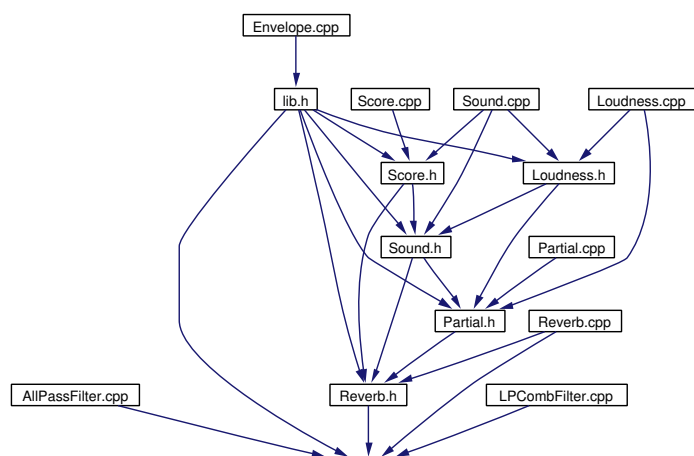 Envelope.cpp
lib.h
Score.cpp
Sound.cpp
Loudness.cpp
Score.h
Loudness.h
Sound.h
Partial.cpp
Partial.h
Reverb.cpp
AllPassFilter.cpp
Reverb.h
LPCombFilter.cpp